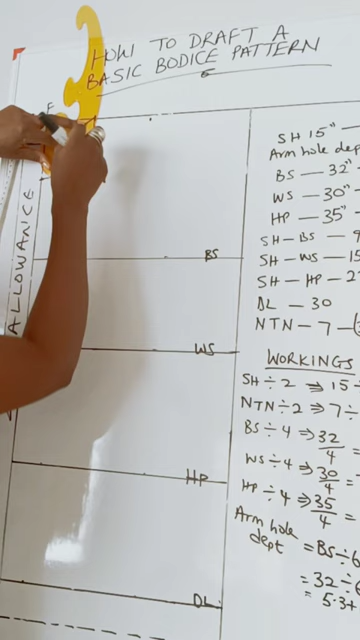 HOW TO DRAFT A
BASIC BODICE PATTERN
F
ALLOWANCE
BS
WS
HP
DL
SH 15" —
Arm hole dep
BS — 32"
WS — 30"
HP — 35"
SH — BS —
SH — WS — 15
SH — HP — 2
DL — 30
NTN — 7 —
WORKINGS
SH ÷ 2 ⇒ 15
NTN ÷ 2 ⇒ 7 ÷
BS ÷ 4 ⇒ 32/4 =
WS ÷ 4 ⇒ 30/4 =
HP ÷ 4 ⇒ 35/4 =
Arm hole
dept = BS ÷ 6
= 32 ÷
= 5.3 +